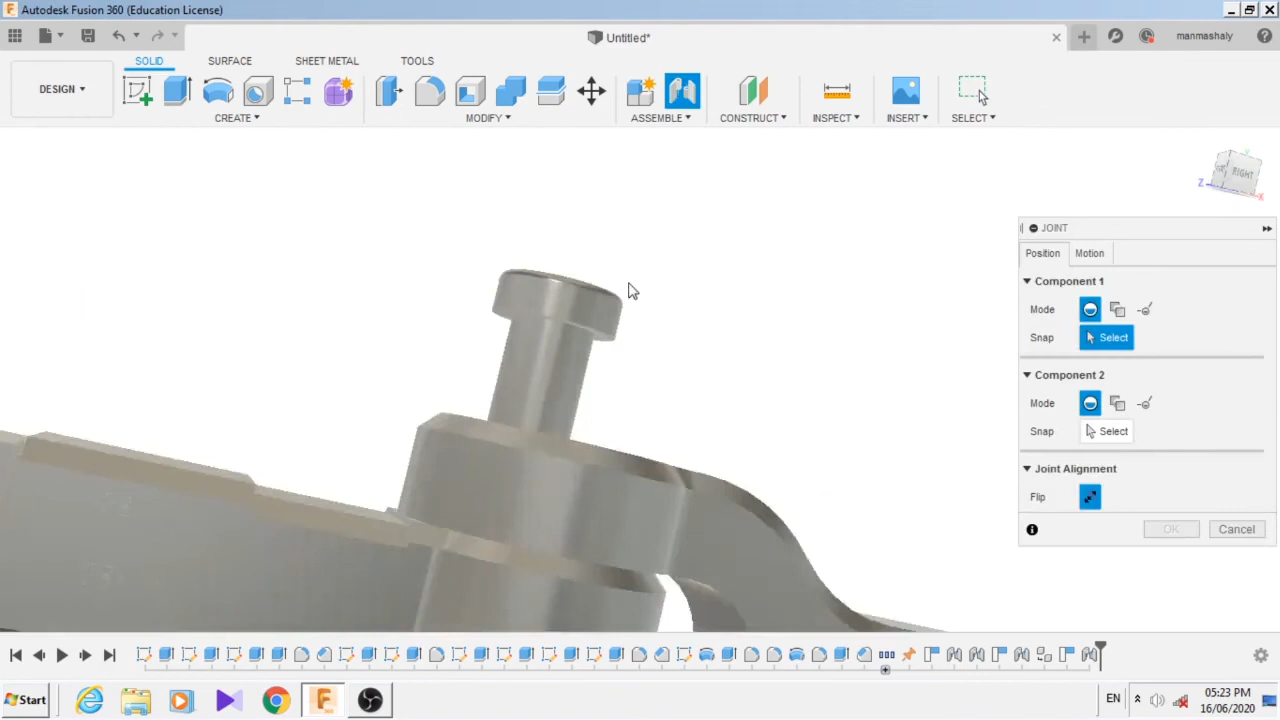 Autodesk Fusion 360 (Education License)
Untitled*
manmashaly
SOLID SURFACE SHEET METAL TOOLS
DESIGN
CREATE MODIFY ASSEMBLE CONSTRUCT INSPECT INSERT SELECT
RIGHT
Y
Z
X
JOINT
Position Motion
Component 1
Mode
Snap Select
Component 2
Mode
Snap Select
Joint Alignment
Flip
OK Cancel
Start
EN
05:23 PM
16/06/2020